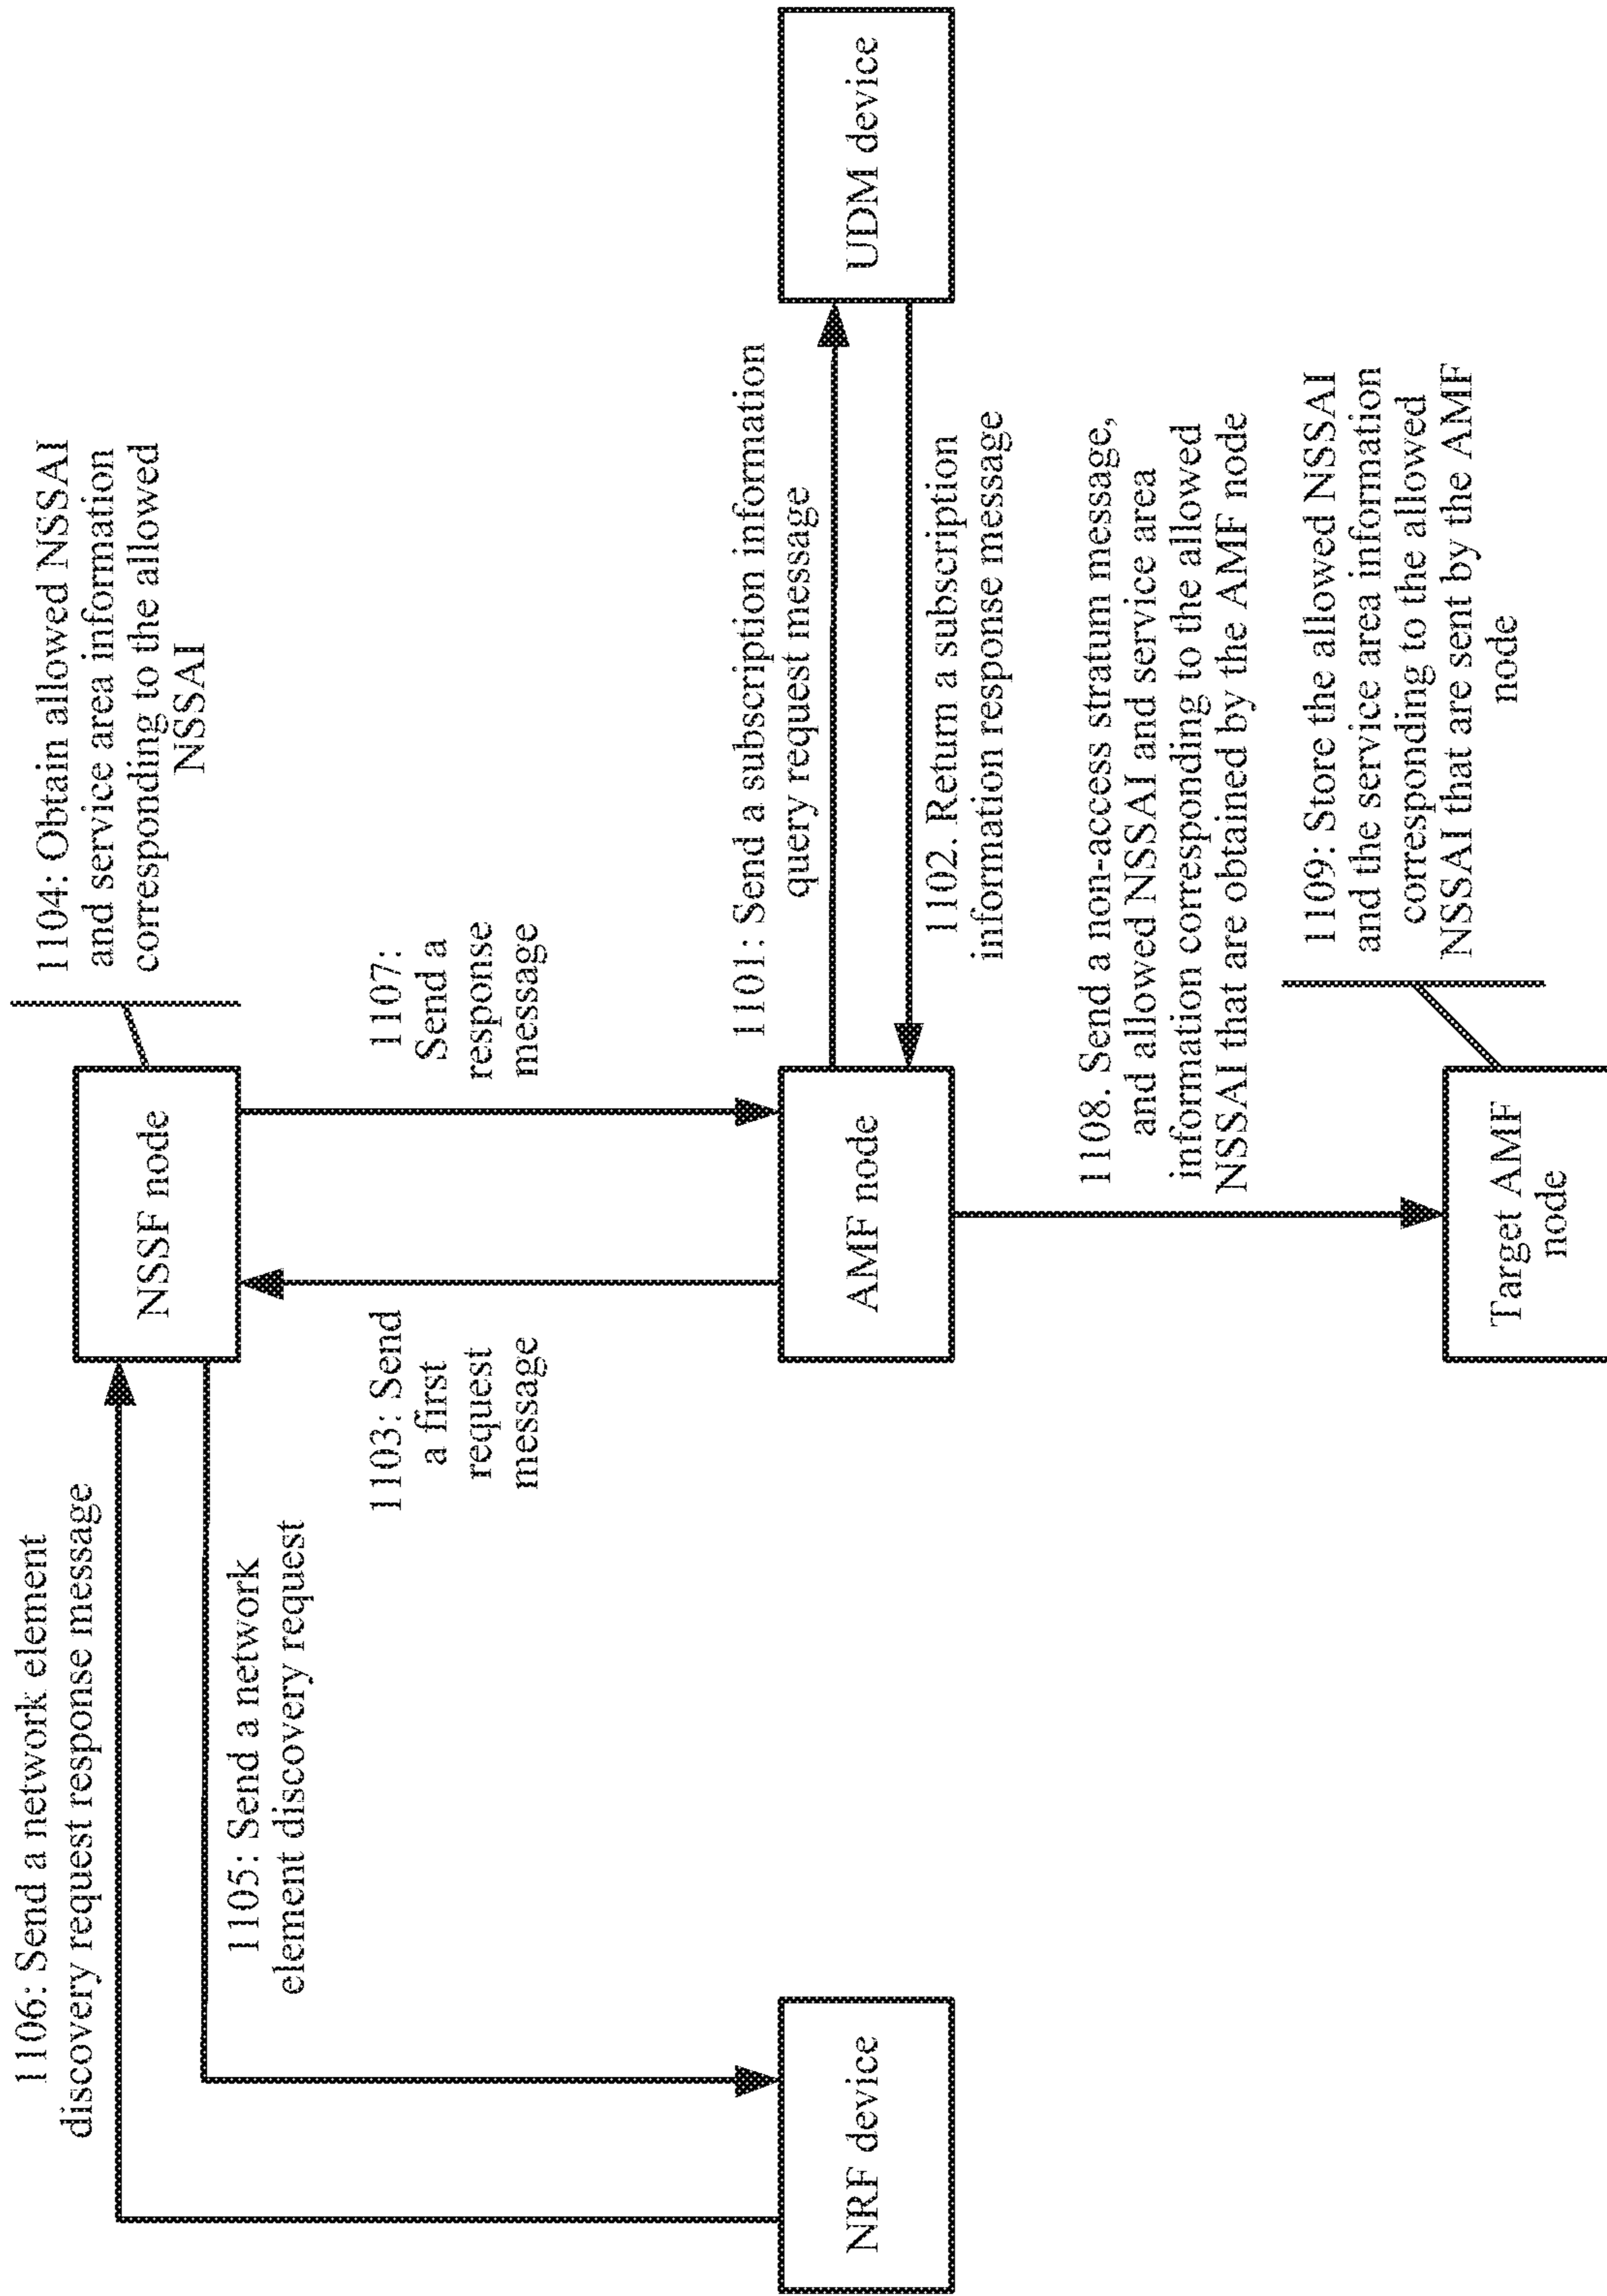 1106: Send a network element
discovery request response message
1105: Send a network
element discovery request
NRF device
NSSF node
1104: Obtain allowed NSSAI
and service area information
corresponding to the allowed
NSSAI
1103: Send
a first
request
message
1107:
Send a
response
message
AMF node
1101: Send a subscription information
query request message
1102. Return a subscription
information response message
UDM device
1108. Send a non-access stratum message,
and allowed NSSAI and service area
information corresponding to the allowed
NSSAI that are obtained by the AMF node
Target AMF
node
1109: Store the allowed NSSAI
and the service area information
corresponding to the allowed
NSSAI that are sent by the AMF
node